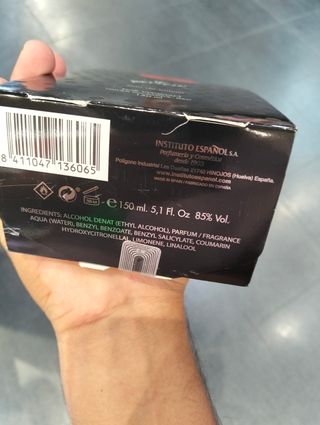 INSTITUTO ESPAÑOL S.A.
Perfumería y Cosmética
desde 1903
Polígono Industrial Las Dueñas 21740 HINOJOS (Huelva) España.
www.institutoespanol.com
MADE IN SPAIN / FABRICADO EN ESPAÑA
8 411047 136065
36 M
℮ 150 ml. 5,1 Fl. Oz 85% Vol.
INGREDIENTS: ALCOHOL DENAT (ETHYL ALCOHOL), PARFUM / FRAGRANCE
AQUA (WATER), BENZYL BENZOATE, BENZYL SALICYLATE, COUMARIN
HYDROXYCITRONELLAL, LIMONENE, LINALOOL